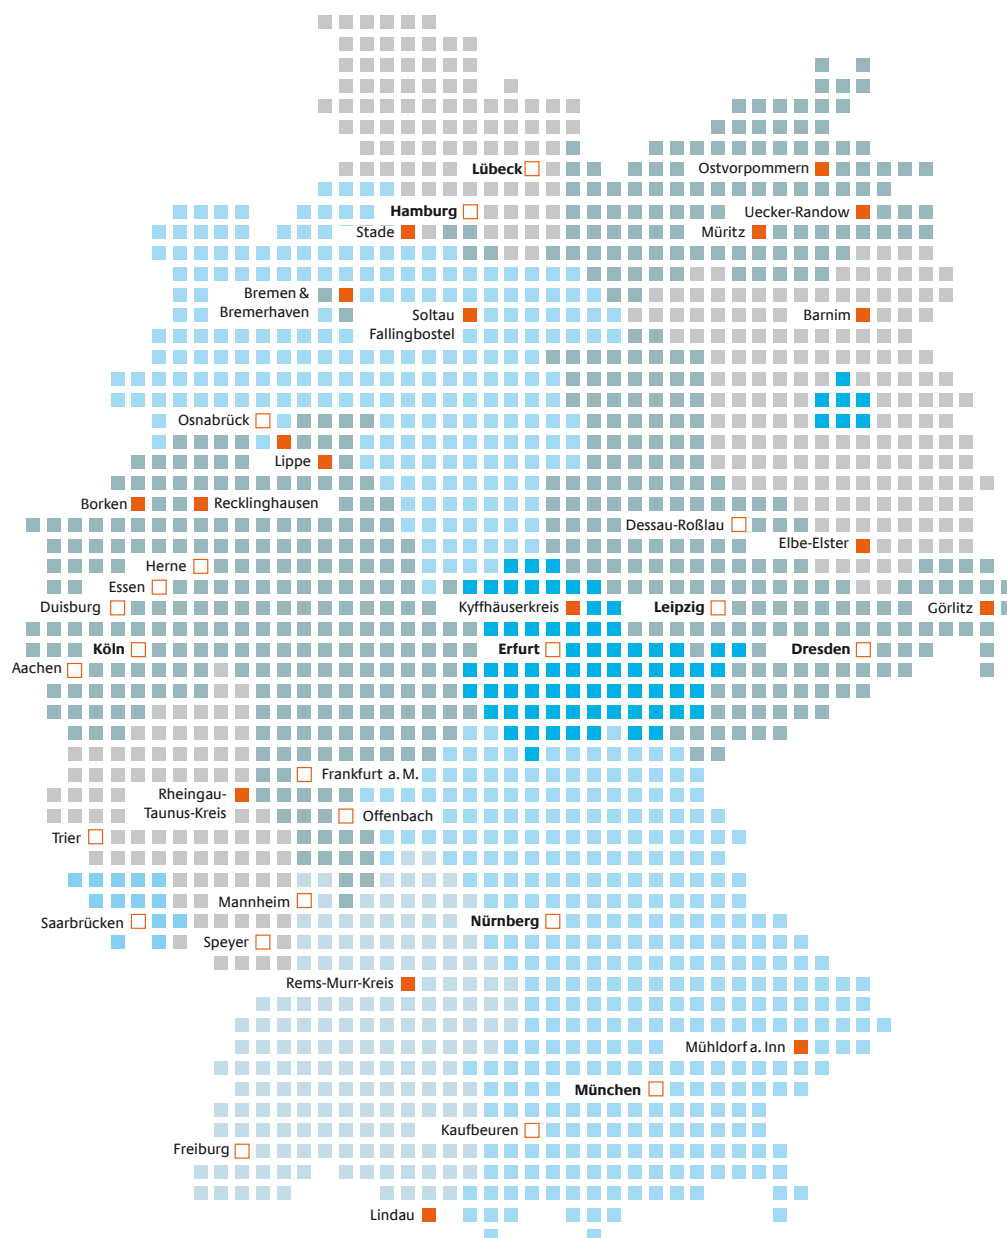 Lübeck
Ostvorpommern
Hamburg
Uecker-Randow
Stade
Müritz
Bremen &
Bremerhaven
Soltau
Fallingbostel
Barnim
Osnabrück
Lippe
Borken
Recklinghausen
Dessau-Roßlau
Elbe-Elster
Herne
Essen
Duisburg
Kyffhäuserkreis
Leipzig
Görlitz
Köln
Erfurt
Dresden
Aachen
Frankfurt a. M.
Rheingau-
Taunus-Kreis
Offenbach
Trier
Mannheim
Saarbrücken
Nürnberg
Speyer
Rems-Murr-Kreis
Mühldorf a. Inn
München
Kaufbeuren
Freiburg
Lindau